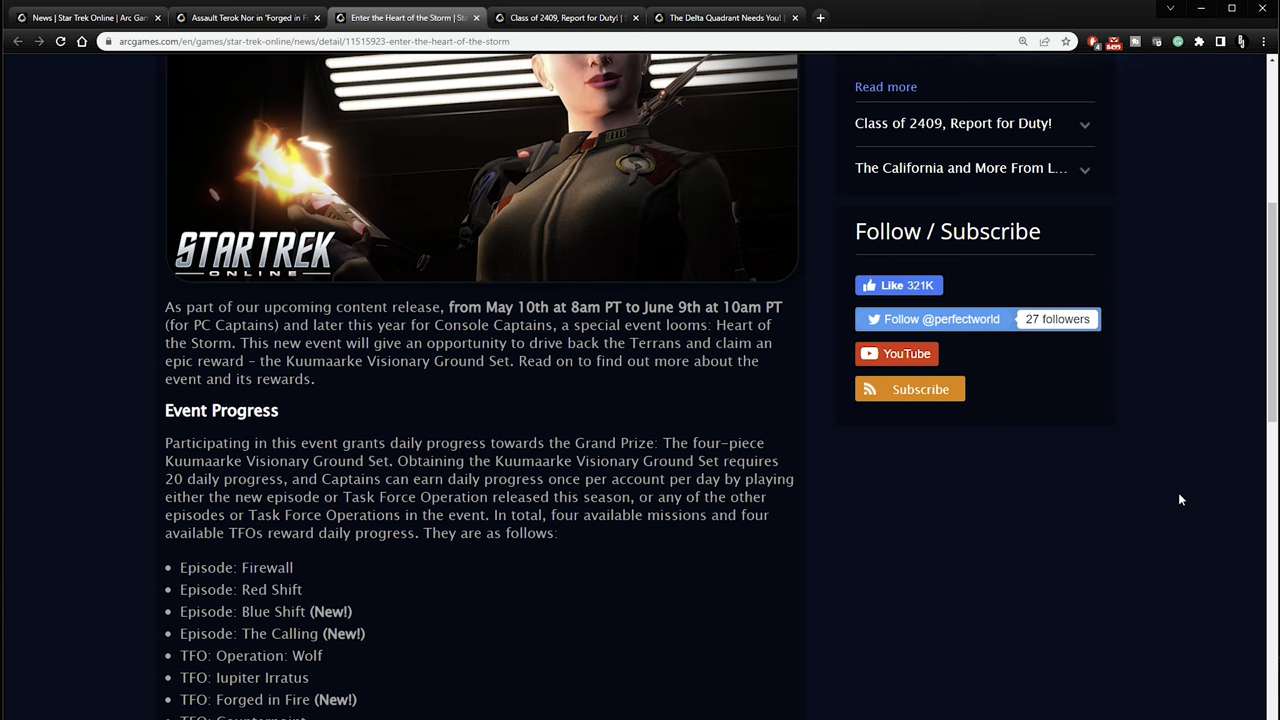 News | Star Trek Online | Arc Gam
Assault Terok Nor in 'Forged in F
Enter the Heart of the Storm | Sta
Class of 2409, Report for Duty! |
The Delta Quadrant Needs You! |
arcgames.com/en/games/star-trek-online/news/detail/11515923-enter-the-heart-of-the-storm
4
8499
STAR TREK
ONLINE
As part of our upcoming content release, from May 10th at 8am PT to June 9th at 10am PT
(for PC Captains) and later this year for Console Captains, a special event looms: Heart of
the Storm. This new event will give an opportunity to drive back the Terrans and claim an
epic reward – the Kuumaarke Visionary Ground Set. Read on to find out more about the
event and its rewards.
Event Progress
Participating in this event grants daily progress towards the Grand Prize: The four-piece
Kuumaarke Visionary Ground Set. Obtaining the Kuumaarke Visionary Ground Set requires
20 daily progress, and Captains can earn daily progress once per account per day by playing
either the new episode or Task Force Operation released this season, or any of the other
episodes or Task Force Operations in the event. In total, four available missions and four
available TFOs reward daily progress. They are as follows:
• Episode: Firewall
• Episode: Red Shift
• Episode: Blue Shift (New!)
• Episode: The Calling (New!)
• TFO: Operation: Wolf
• TFO: Iupiter Irratus
• TFO: Forged in Fire (New!)
• TFO: Counterpoint
Read more
Class of 2409, Report for Duty!
The California and More From L...
Follow / Subscribe
Like 321K
Follow @perfectworld 27 followers
YouTube
Subscribe